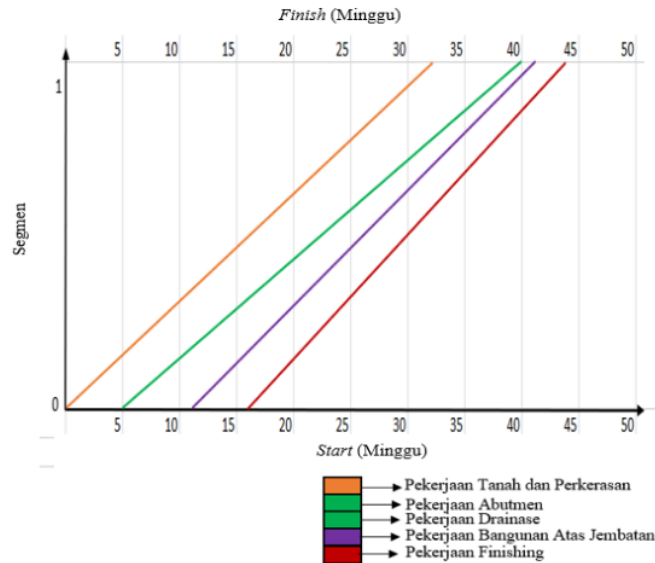 Finish (Minggu)
5 10 15 20 25 30 35 40 45 50
1
Segmen
0
5 10 15 20 25 30 35 40 45 50
Start (Minggu)
Pekerjaan Tanah dan Perkerasan
Pekerjaan Abutmen
Pekerjaan Drainase
Pekerjaan Bangunan Atas Jembatan
Pekerjaan Finishing